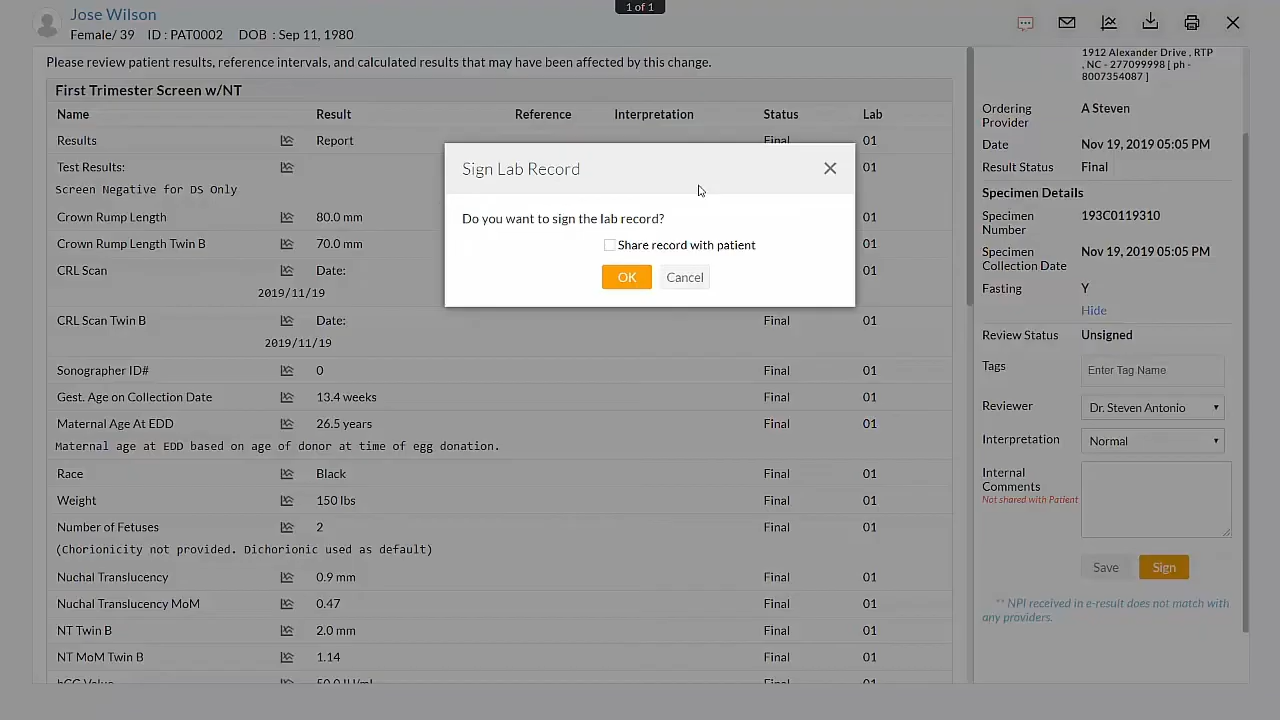 1 of 1
Jose Wilson
Female/ 39 ID : PAT0002 DOB : Sep 11, 1980
Please review patient results, reference intervals, and calculated results that may have been affected by this change.
First Trimester Screen w/NT
Name Result Reference Interpretation Status Lab
Results Report Final 01
Test Results: 01
Screen Negative for DS Only
Crown Rump Length 80.0 mm 01
Crown Rump Length Twin B 70.0 mm 01
CRL Scan Date: 01
2019/11/19
CRL Scan Twin B Date: Final 01
2019/11/19
Sonographer ID# 0 Final 01
Gest. Age on Collection Date 13.4 weeks Final 01
Maternal Age At EDD 26.5 years Final 01
Maternal age at EDD based on age of donor at time of egg donation.
Race Black Final 01
Weight 150 lbs Final 01
Number of Fetuses 2 Final 01
(Chorionicity not provided. Dichorionic used as default)
Nuchal Translucency 0.9 mm Final 01
Nuchal Translucency MoM 0.47 Final 01
NT Twin B 2.0 mm Final 01
NT MoM Twin B 1.14 Final 01
hCG Value 50.0 IU/mL Final 01
Sign Lab Record
Do you want to sign the lab record?
Share record with patient
OK Cancel
1912 Alexander Drive , RTP
, NC - 277099998 [ ph -
8007354087 ]
Ordering
Provider A Steven
Date Nov 19, 2019 05:05 PM
Result Status Final
Specimen Details
Specimen
Number 193C0119310
Specimen
Collection Date Nov 19, 2019 05:05 PM
Fasting Y
Hide
Review Status Unsigned
Tags Enter Tag Name
Reviewer Dr. Steven Antonio
Interpretation Normal
Internal
Comments
Not shared with Patient
Save Sign
** NPI received in e-result does not match with
any providers.